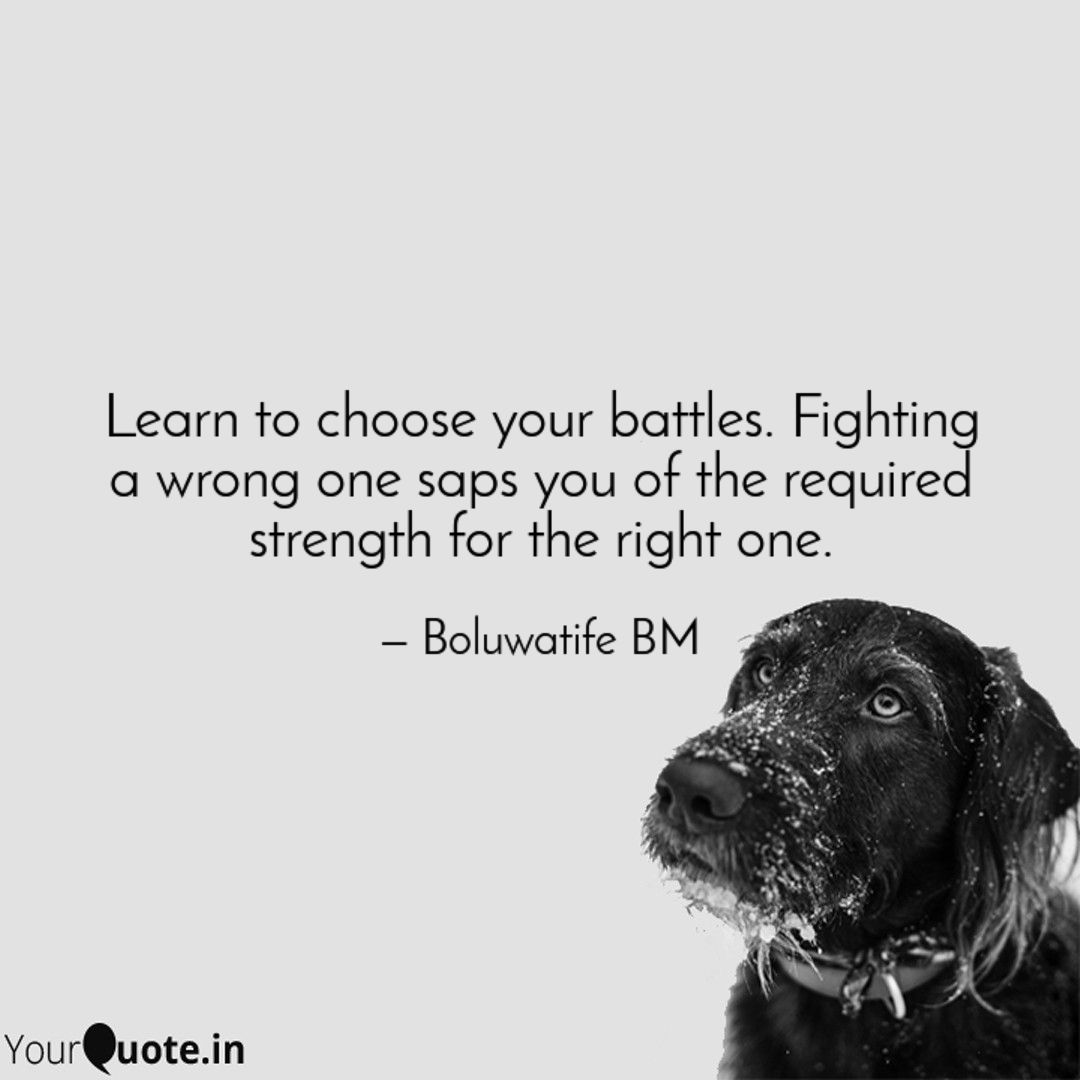 Learn to choose your battles. Fighting
a wrong one saps you of the required
strength for the right one.
– Boluwatife BM
YourQuote.in